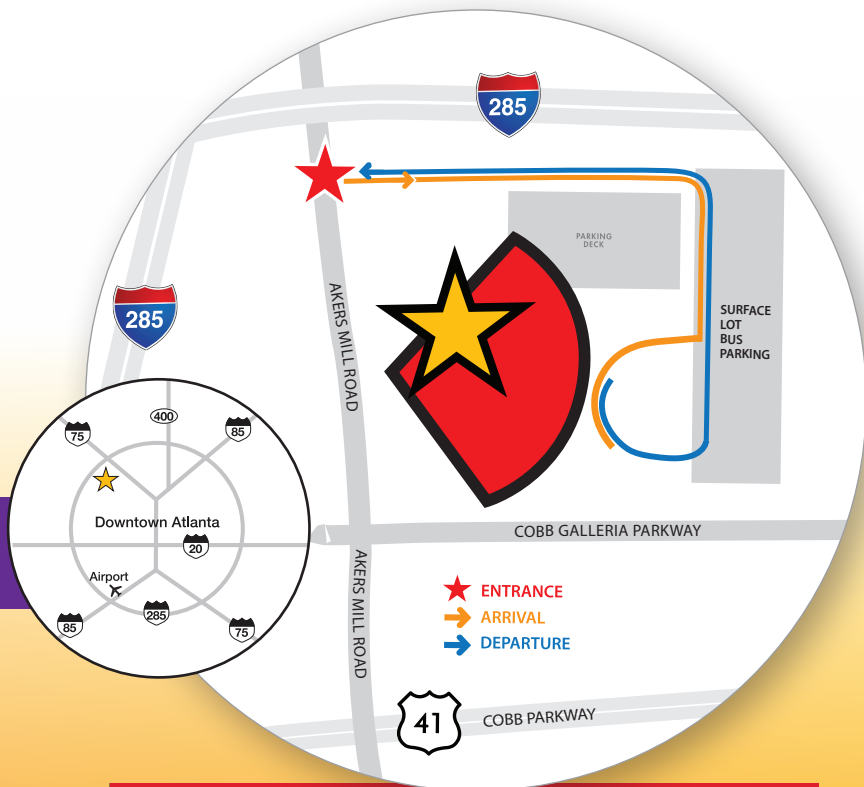 285
PARKING
DECK
285
AKERS MILL ROAD
SURFACE
LOT
BUS
PARKING
400
75
85
Downtown Atlanta
20
Airport
285
85
75
COBB GALLERIA PARKWAY
AKERS MILL ROAD
ENTRANCE
ARRIVAL
DEPARTURE
41
COBB PARKWAY